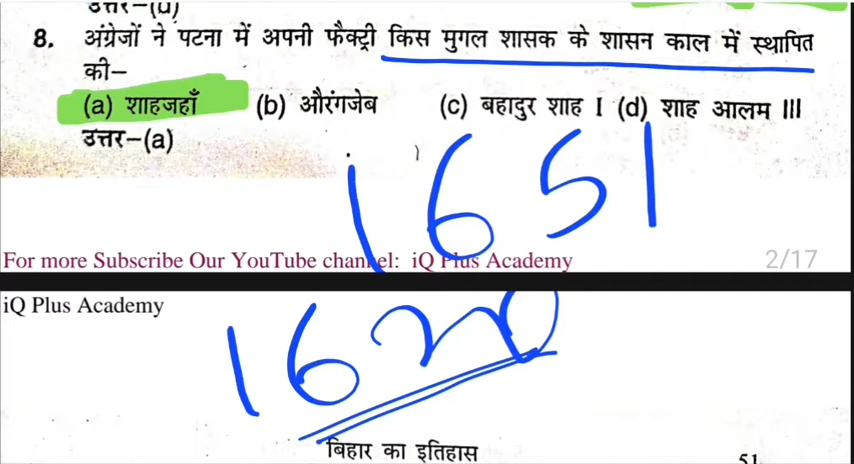 उत्तर–(b)
8. अंग्रेजों ने पटना में अपनी फैक्ट्री किस मुगल शासक के शासन काल में स्थापित
की–
(a) शाहजहाँ (b) औरंगजेब (c) बहादुर शाह I (d) शाह आलम III
उत्तर–(a)
1651
For more Subscribe Our YouTube channel: iQ Plus Academy 2/17
iQ Plus Academy
1620
बिहार का इतिहास 51